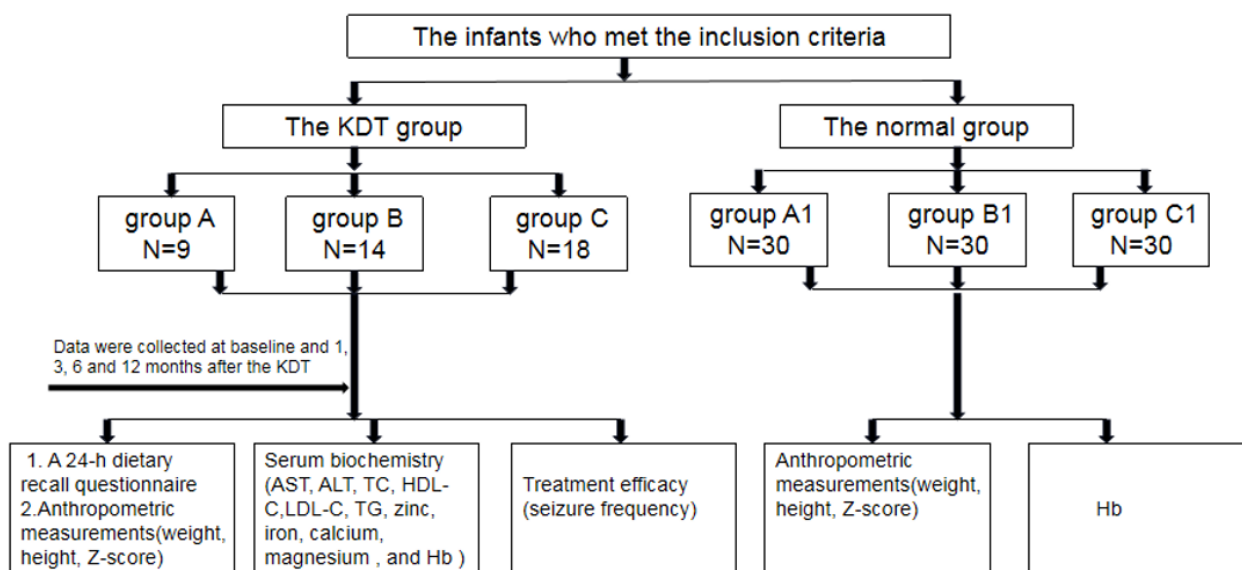 The infants who met the inclusion criteria
The KDT group
The normal group
group A
N=9
group B
N=14
group C
N=18
group A1
N=30
group B1
N=30
group C1
N=30
Data were collected at baseline and 1,
3, 6 and 12 months after the KDT
1. A 24-h dietary
recall questionnaire
2.Anthropometric
measurements(weight,
height, Z-score)
Serum biochemistry
(AST, ALT, TC, HDL-
C,LDL-C, TG, zinc,
iron, calcium,
magnesium , and Hb )
Treatment efficacy
(seizure frequency)
Anthropometric
measurements(weight,
height, Z-score)
Hb